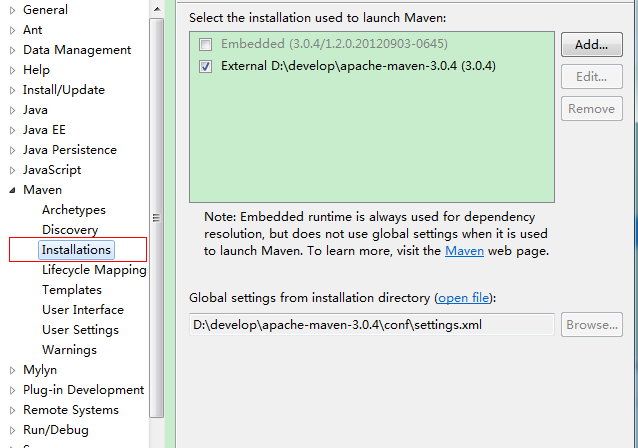 General
Ant
Data Management
Help
Install/Update
Java
Java EE
Java Persistence
JavaScript
Maven
Archetypes
Discovery
Installations
Lifecycle Mapping
Templates
User Interface
User Settings
Warnings
Mylyn
Plug-in Development
Remote Systems
Run/Debug
Select the installation used to launch Maven:
Embedded (3.0.4/1.2.0.20120903-0645)
External D:\develop\apache-maven-3.0.4 (3.0.4)
Add...
Edit...
Remove
Note: Embedded runtime is always used for dependency
resolution, but does not use global settings when it is used
to launch Maven. To learn more, visit the Maven web page.
Global settings from installation directory (open file):
D:\develop\apache-maven-3.0.4\conf\settings.xml
Browse...